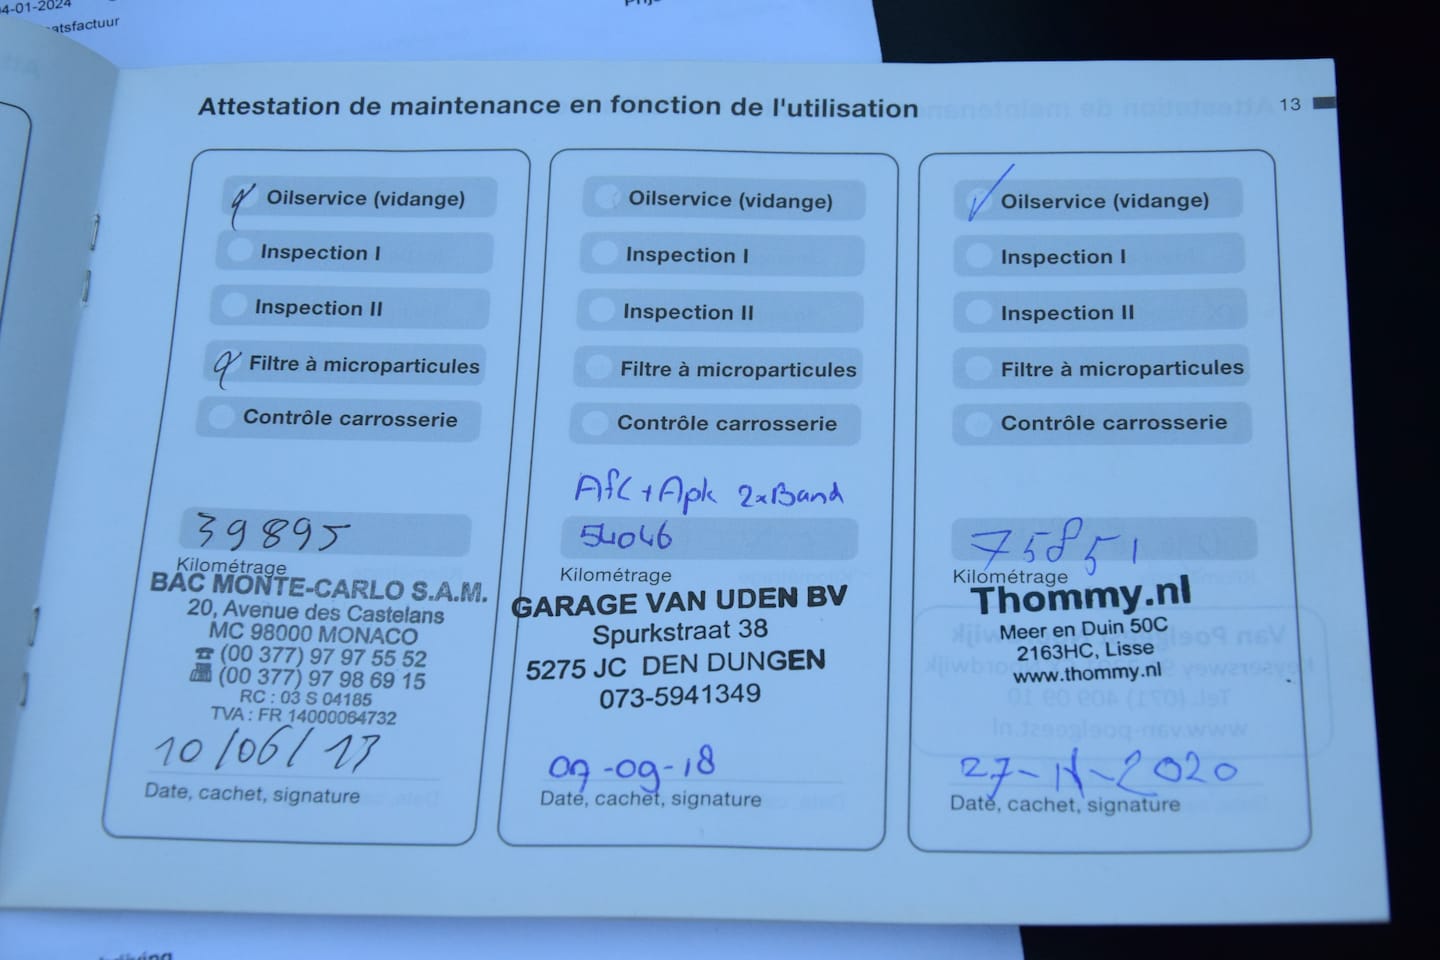 04-01-2024
atsfactuur
Attestation de maintenance en fonction de l'utilisation
13
Oilservice (vidange)
Inspection I
Inspection II
Filtre à microparticules
Contrôle carrosserie
39895
Kilométrage
BAC MONTE-CARLO S.A.M.
20, Avenue des Castelans
MC 98000 MONACO
☎ (00 377) 97 97 55 52
(00 377) 97 98 69 15
RC : 03 S 04185
TVA : FR 14000064732
10/06/13
Date, cachet, signature
Oilservice (vidange)
Inspection I
Inspection II
Filtre à microparticules
Contrôle carrosserie
Afl + Apk 2x Band
54046
Kilométrage
GARAGE VAN UDEN BV
Spurkstraat 38
5275 JC DEN DUNGEN
073-5941349
07-09-18
Date, cachet, signature
Oilservice (vidange)
Inspection I
Inspection II
Filtre à microparticules
Contrôle carrosserie
75851
Kilométrage
Thommy.nl
Meer en Duin 50C
2163HC, Lisse
www.thommy.nl
27-11-2020
Date, cachet, signature